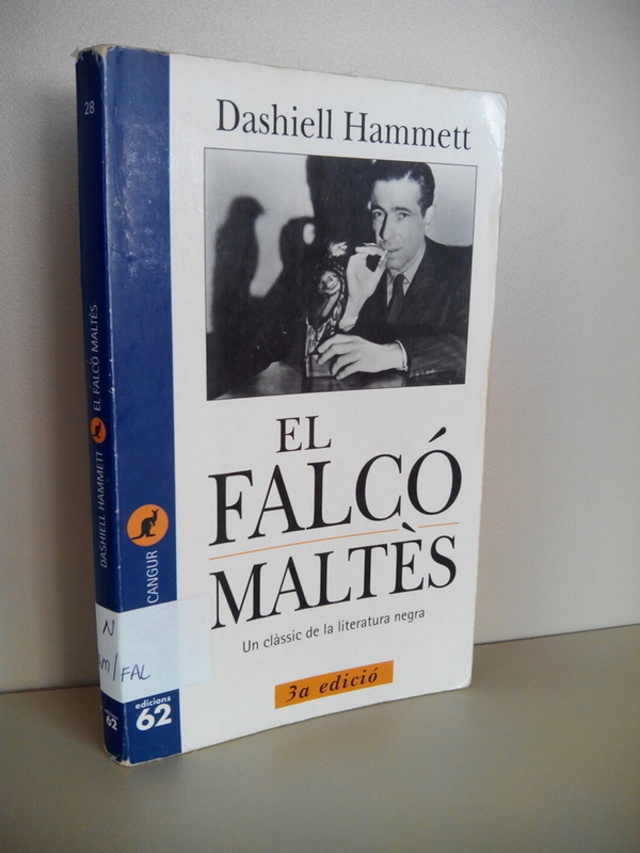 Dashiell Hammett
EL
FALCÓ
MALTÈS
Un clàssic de la literatura negra
3a edició
CANGUR
edicions
62
28
DASHIELL HAMMETT EL FALCÓ MALTÈS
N
FAL
62